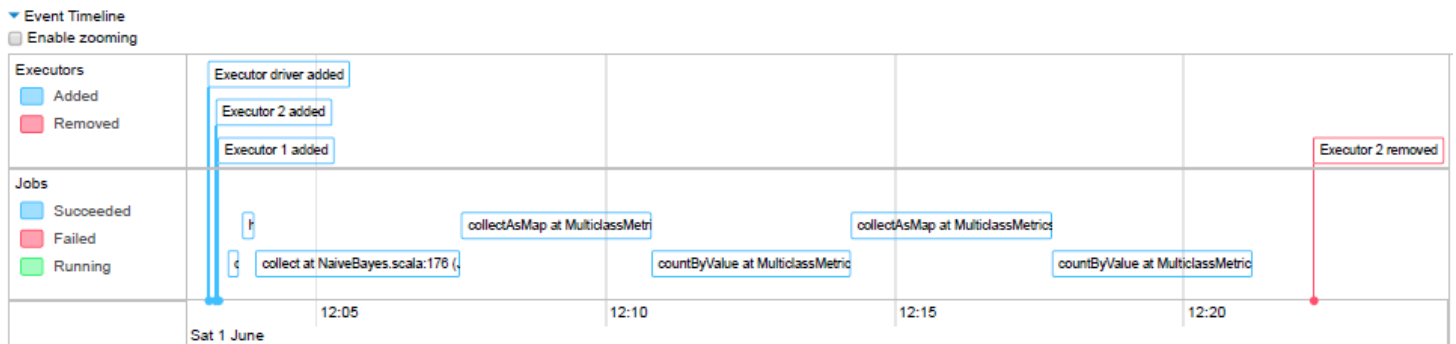 Event Timeline
Enable zooming
Executors
Added
Removed
Executor driver added
Executor 2 added
Executor 1 added
Executor 2 removed
Jobs
Succeeded
Failed
Running
collectAsMap at MulticlassMetri
collectAsMap at MulticlassMetrics
collect at NaiveBayes.scala:176 (
countByValue at MulticlassMetric
countByValue at MulticlassMetric
12:05
12:10
12:15
12:20
Sat 1 June